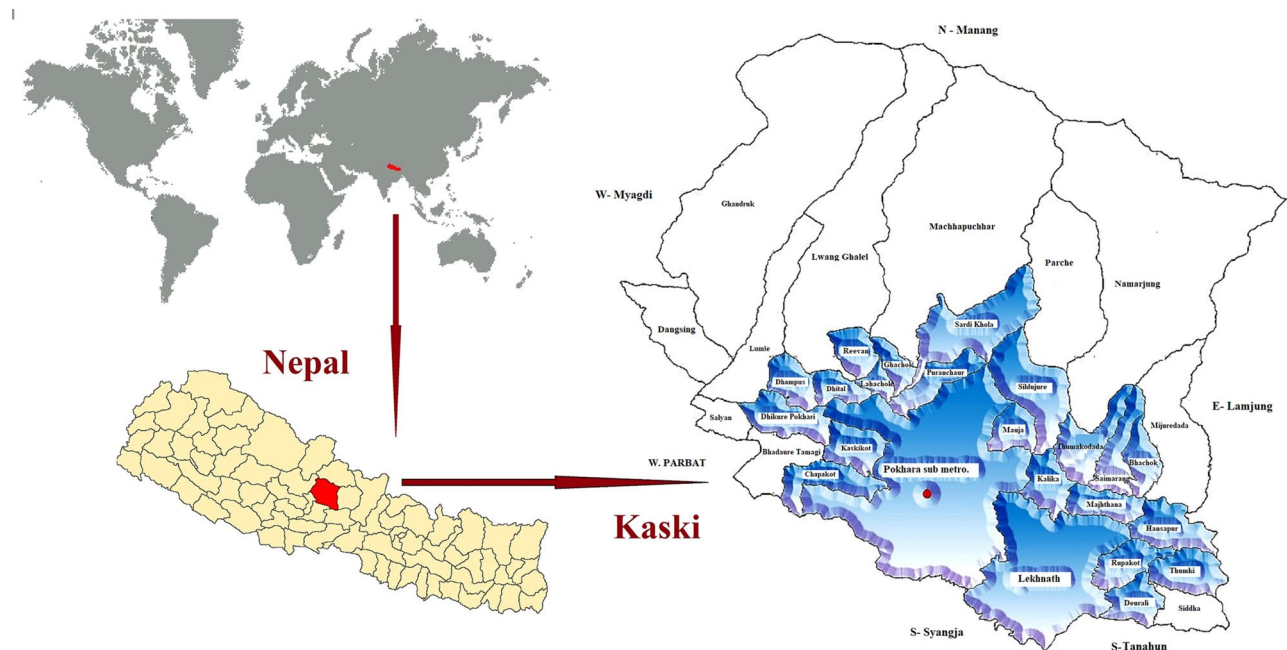 N - Manang
W- Myagdi
Ghandruk
Machhapuchhar
Lwang Ghalel
Parche
Namarjung
Dangsing
Sardi Khola
Lumle
Reevan
Ghachok
Puranchaur
Nepal
Dhampus
Dhital
Lahachok
Sildujure
E- Lamjung
Salyan
Dhikure Pokhari
Mauja
Mijuredada
Bhadaure Tamagi
Kaskikot
Thumakodada
Bhachok
W. PARBAT
Pokhara sub metro.
Chapakot
Kalika
Saimarang
Majhthana
Kaski
Hansapur
Rupakot
Thumki
Lekhnath
Deurali
Siddha
S- Syangja
S-Tanahun